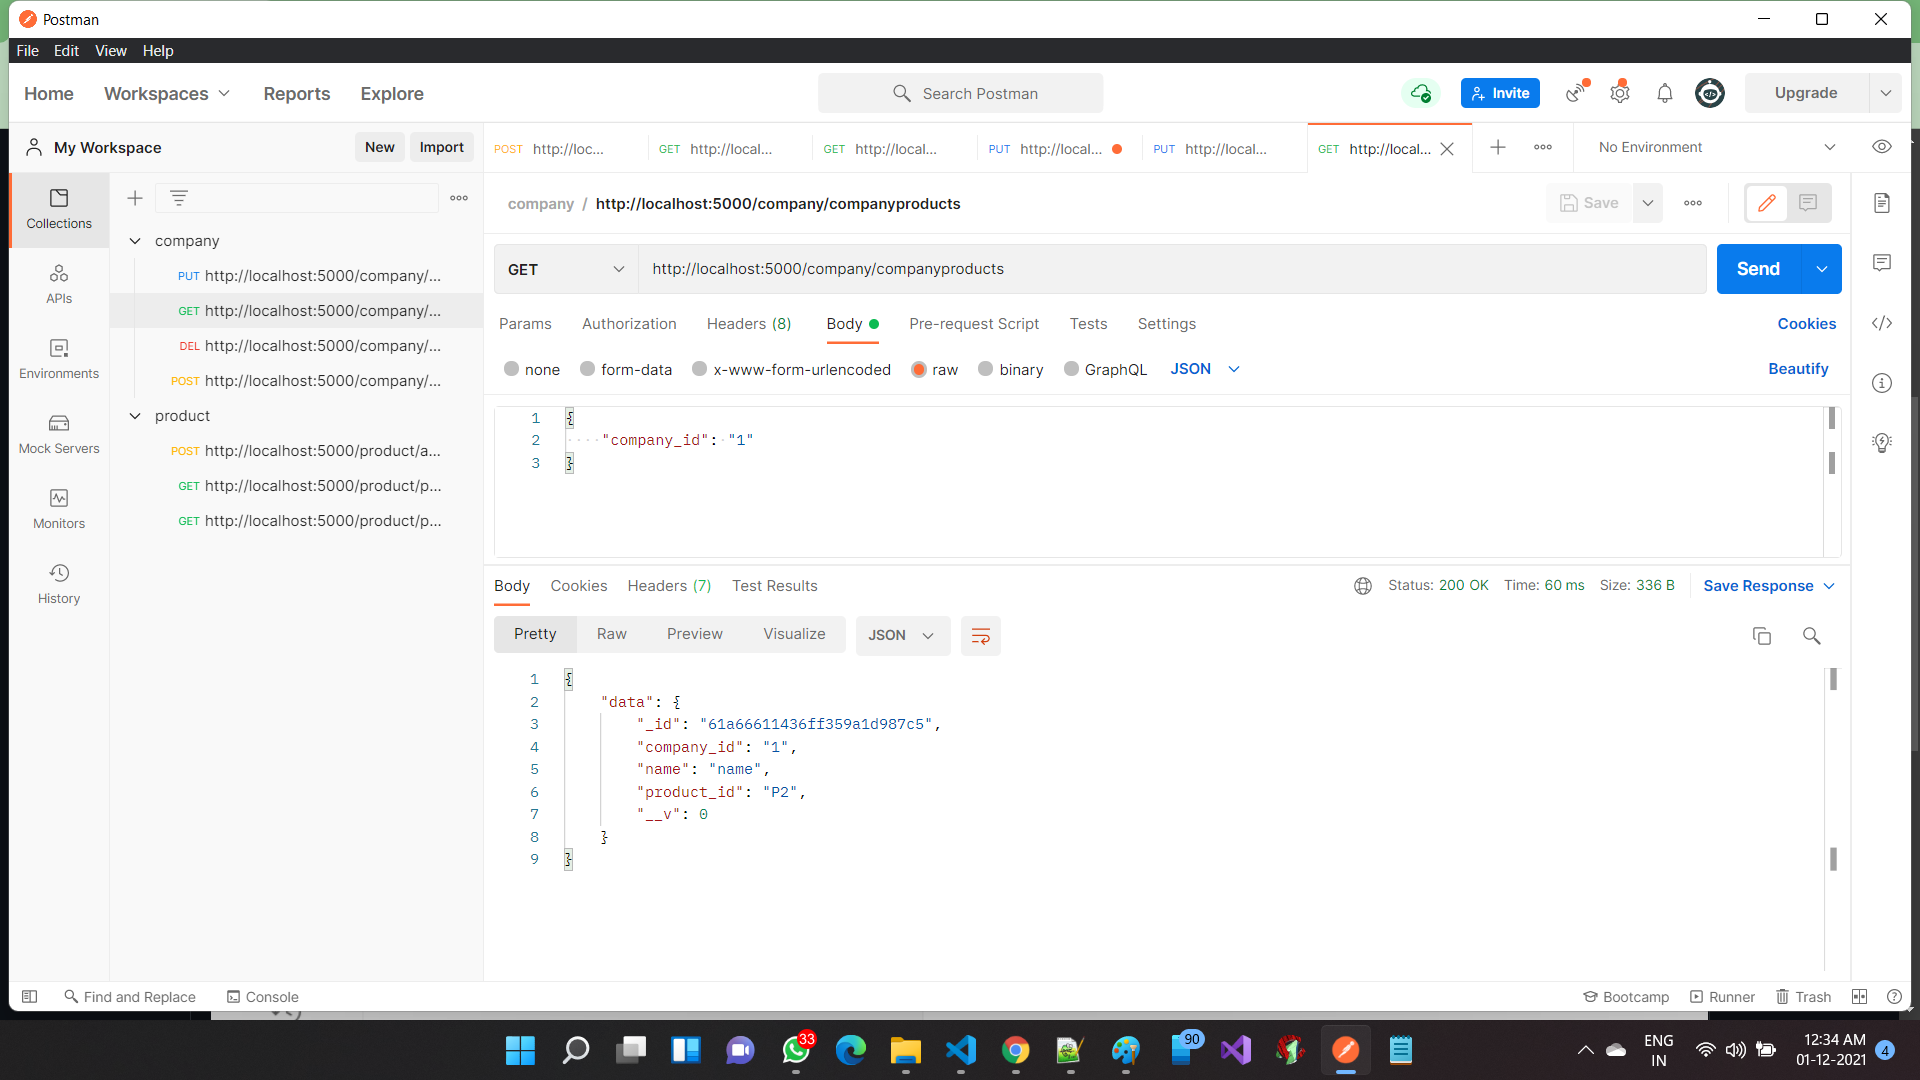 Postman
File Edit View Help
Home Workspaces Reports Explore
Search Postman
Invite
Upgrade
My Workspace
New Import
POST http://loc...
GET http://local...
GET http://local...
PUT http://local...
PUT http://local...
GET http://local...
No Environment
Collections
APIs
Environments
Mock Servers
Monitors
History
company
PUT http://localhost:5000/company/...
GET http://localhost:5000/company/...
DEL http://localhost:5000/company/...
POST http://localhost:5000/company/...
product
POST http://localhost:5000/product/a...
GET http://localhost:5000/product/p...
GET http://localhost:5000/product/p...
company / http://localhost:5000/company/companyproducts
Save
GET http://localhost:5000/company/companyproducts
Send
Params Authorization Headers (8) Body Pre-request Script Tests Settings
Cookies
none form-data x-www-form-urlencoded raw binary GraphQL JSON
Beautify
1 {
2 "company_id": "1"
3 }
Body Cookies Headers (7) Test Results
Status: 200 OK Time: 60 ms Size: 336 B
Save Response
Pretty Raw Preview Visualize JSON
1 {
2 "data": {
3 "_id": "61a66611436ff359a1d987c5",
4 "company_id": "1",
5 "name": "name",
6 "product_id": "P2",
7 "__v": 0
8 }
9 }
Find and Replace Console
Bootcamp Runner Trash
33
90
ENG
IN
12:34 AM
01-12-2021
4